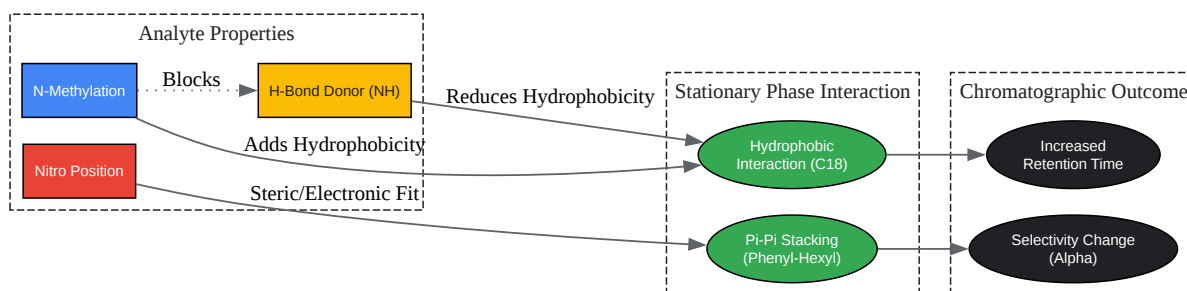 Analyte Properties
N-Methylation
Blocks
H-Bond Donor (NH)
Reduces Hydrophobicity
Adds Hydrophobicity
Nitro Position
Steric/Electronic Fit
Stationary Phase Interaction
Hydrophobic
Interaction (C18)
Pi-Pi Stacking
(Phenyl-Hexyl)
Chromatographic Outcome
Increased
Retention Time
Selectivity Change
(Alpha)